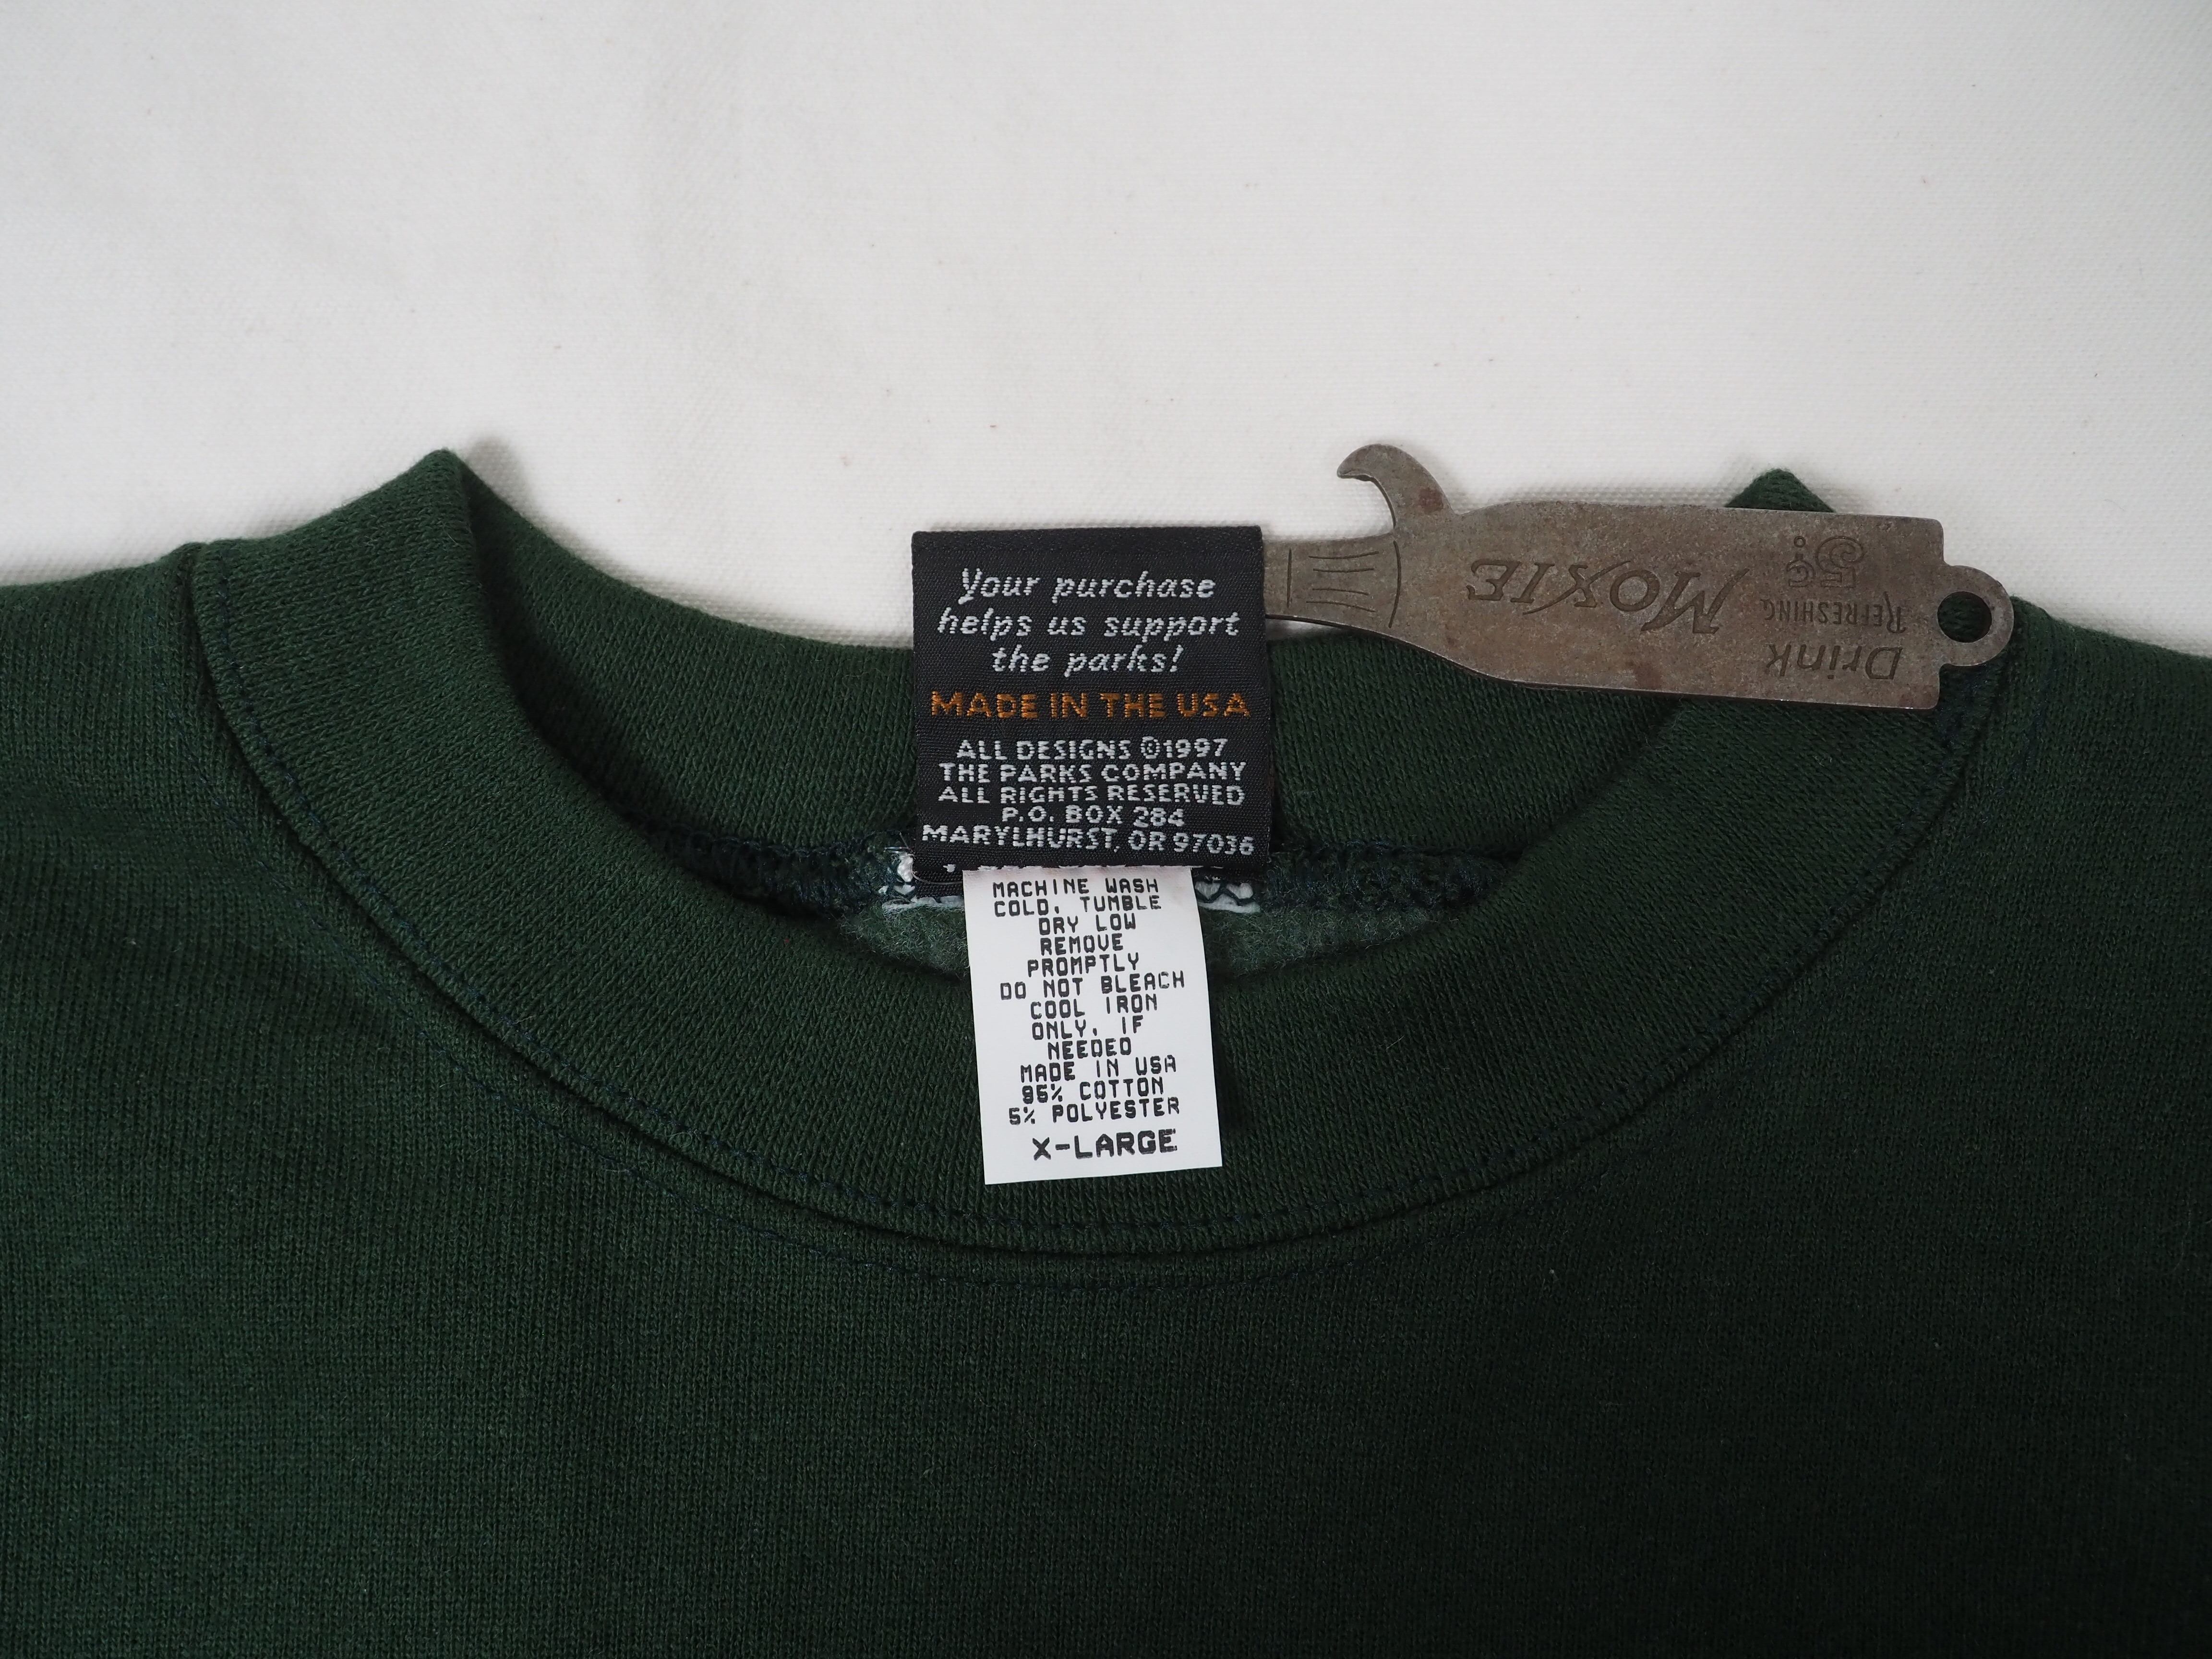 Your purchase
helps us support
the parks!
MADE IN THE USA
ALL DESIGNS ©1997
THE PARKS COMPANY
ALL RIGHTS RESERVED
P.O. BOX 284
MARYLHURST, OR 97036
MACHINE WASH
COLD, TUMBLE
DRY LOW
REMOVE
PROMPTLY
DO NOT BLEACH
COOL IRON
ONLY, IF
NEEDED
MADE IN USA
95% COTTON
5% POLYESTER
X-LARGE
Drink
REFRESHING
5¢
MOXIE